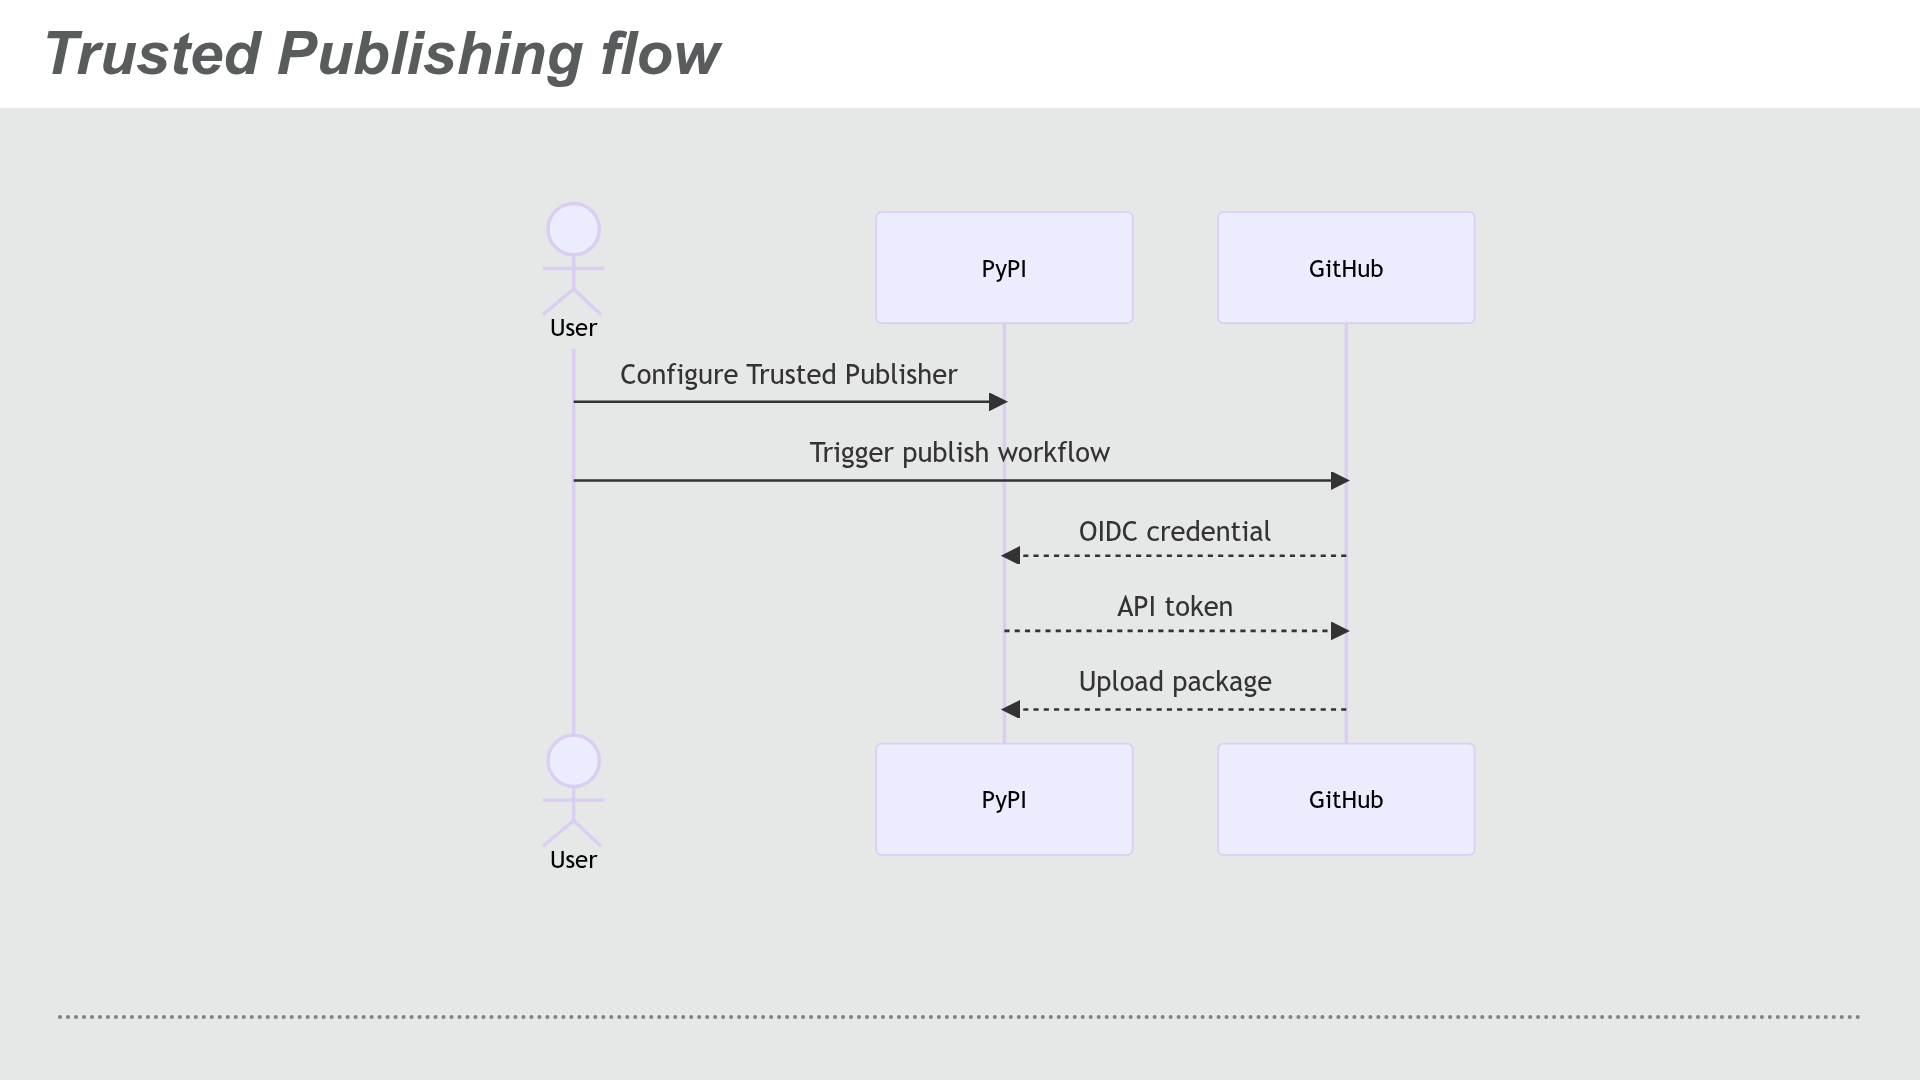 Trusted Publishing flow
User
PyPI
GitHub
Configure Trusted Publisher
Trigger publish workflow
OIDC credential
API token
Upload package
User
PyPI
GitHub